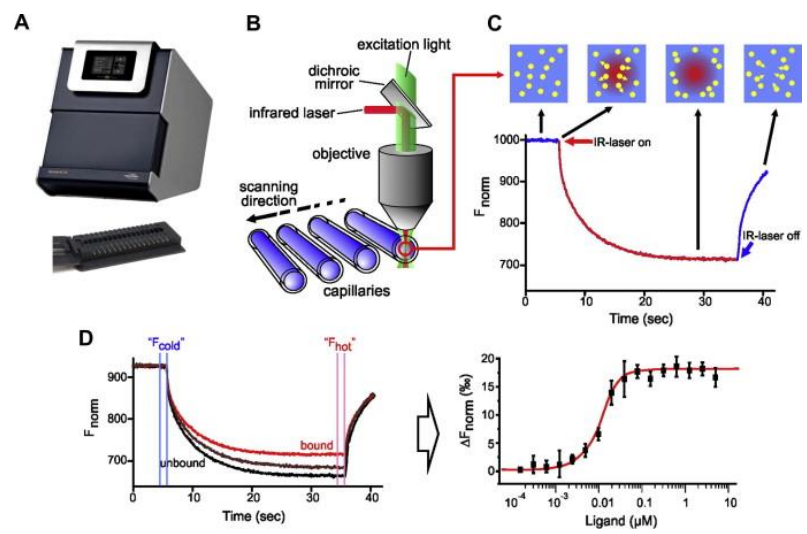 A
B
excitation light
dichroic
mirror
infrared laser
objective
scanning
direction
capillaries
C
1000
900
800
700
F norm
IR-laser on
IR-laser off
0
10
20
30
40
Time (sec)
D
"Fcold"
"Fhot"
900
800
700
Fnorm
bound
unbound
0
10
20
30
40
Time (sec)
20
15
10
5
0
ΔFnorm (‰)
10-4
10-3
0.01
0.1
1
10
Ligand (µM)